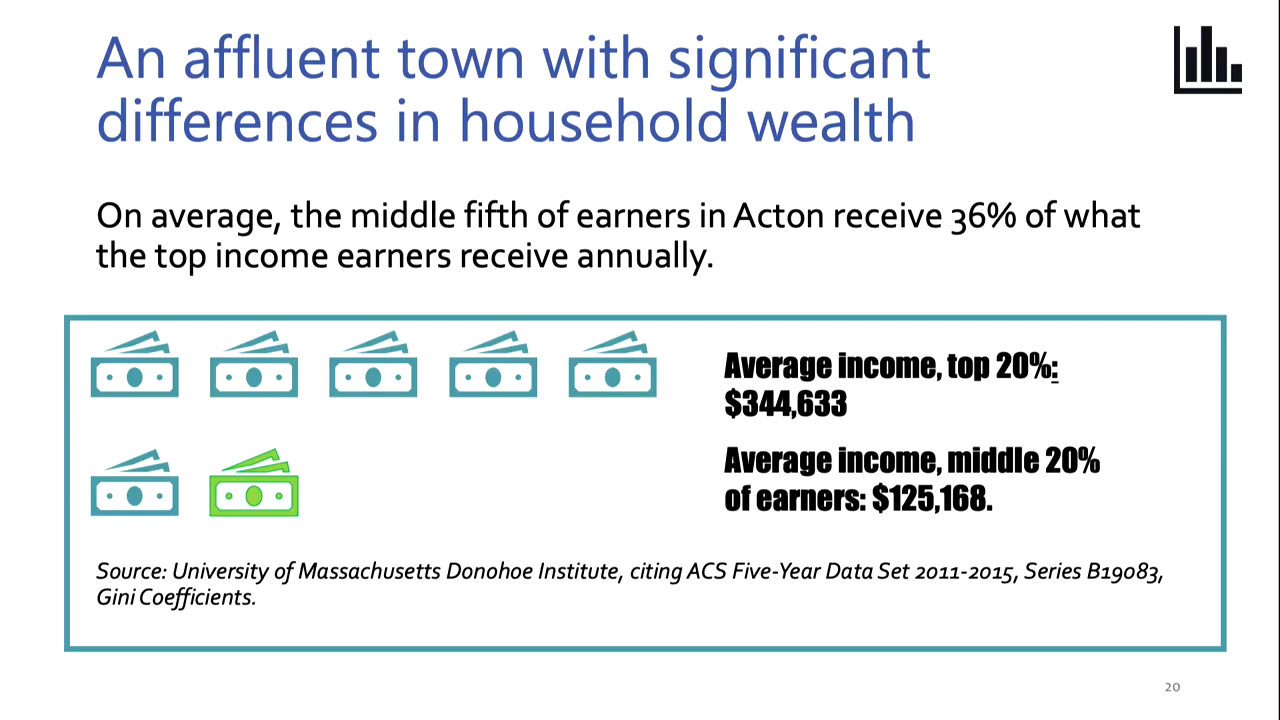 An affluent town with significant
differences in household wealth
On average, the middle fifth of earners in Acton receive 36% of what
the top income earners receive annually.
Average income, top 20%:
$344,633
Average income, middle 20%
of earners: $125,168.
Source: University of Massachusetts Donohoe Institute, citing ACS Five-Year Data Set 2011-2015, Series B19083,
Gini Coefficients.
20